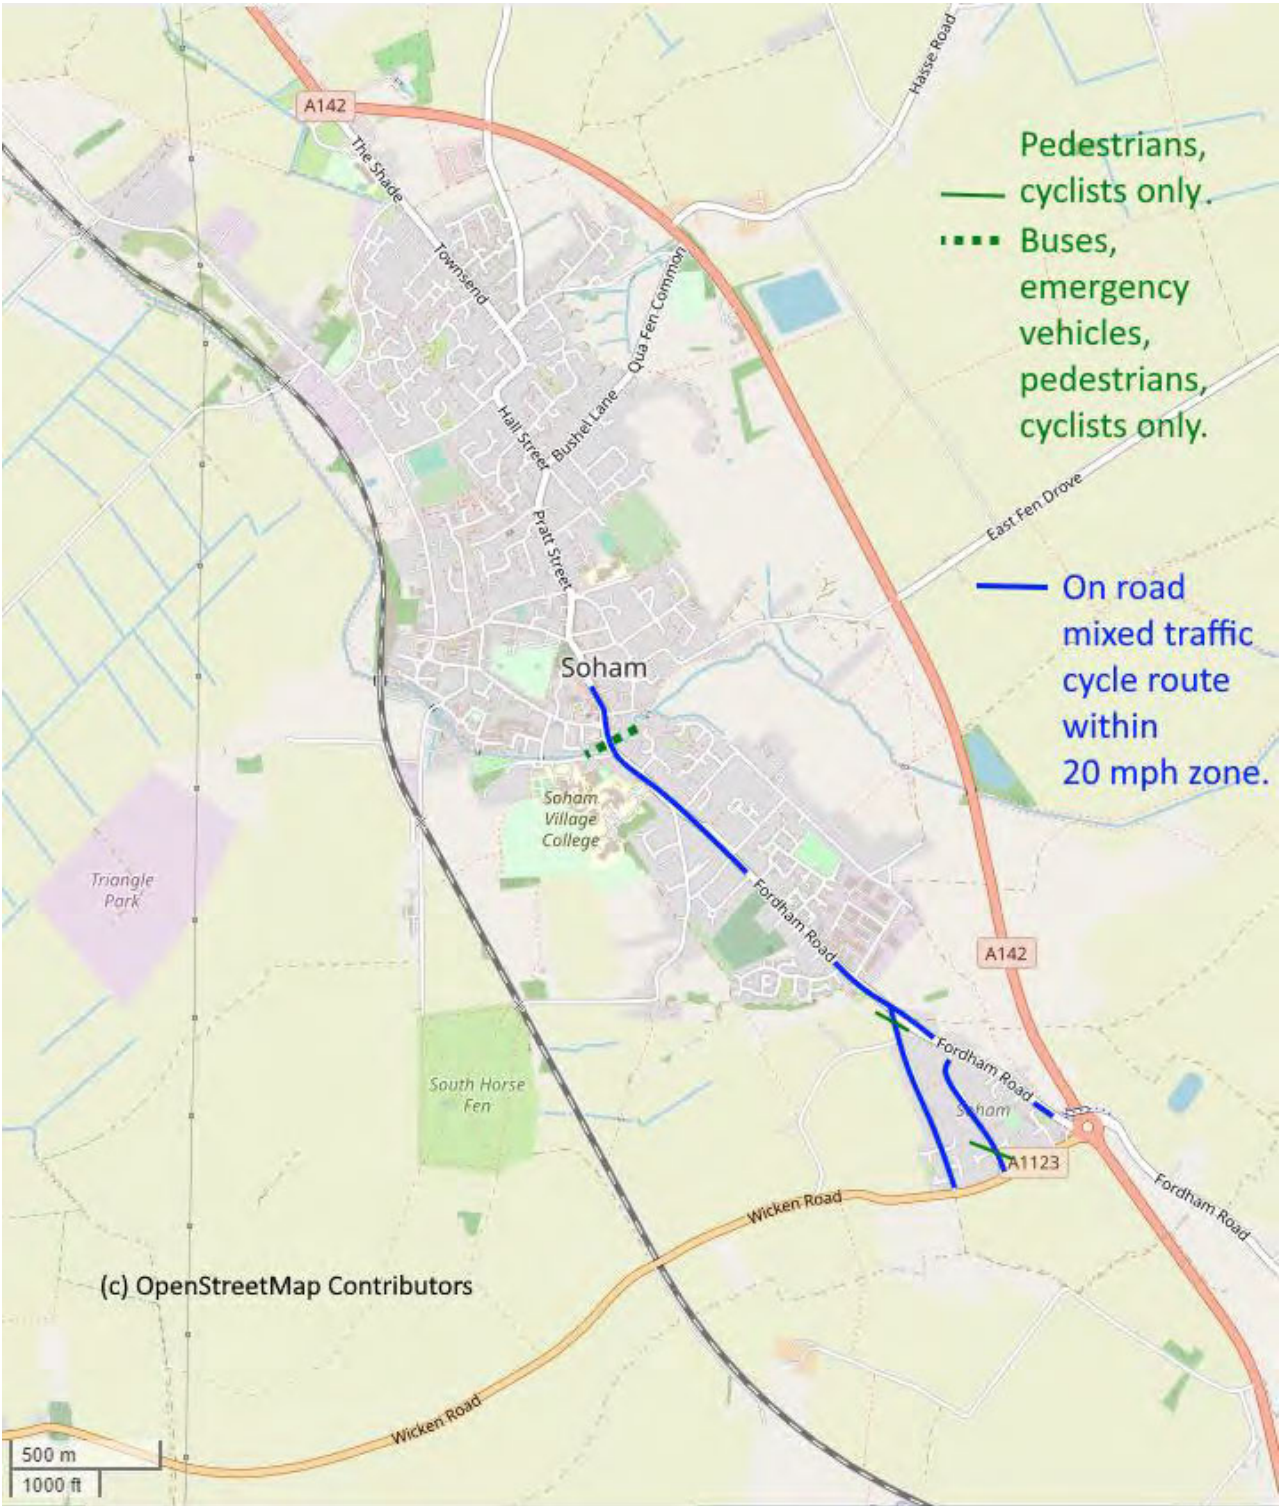 Hasse Road
A142
The Shade
Pedestrians,
cyclists only.
Buses,
emergency
vehicles,
pedestrians,
cyclists only.
Townsend
Qua Fen Common
Hall Street
Bushel Lane
East Fen Drove
Pratt Street
On road
mixed traffic
cycle route
within
20 mph zone.
Soham
Soham
Village
College
Triangle
Park
Fordham Road
A142
Fordham Road
South Horse
Fen
Soham
A1123
Wicken Road
Fordham Road
(c) OpenStreetMap Contributors
Wicken Road
500 m
1000 ft